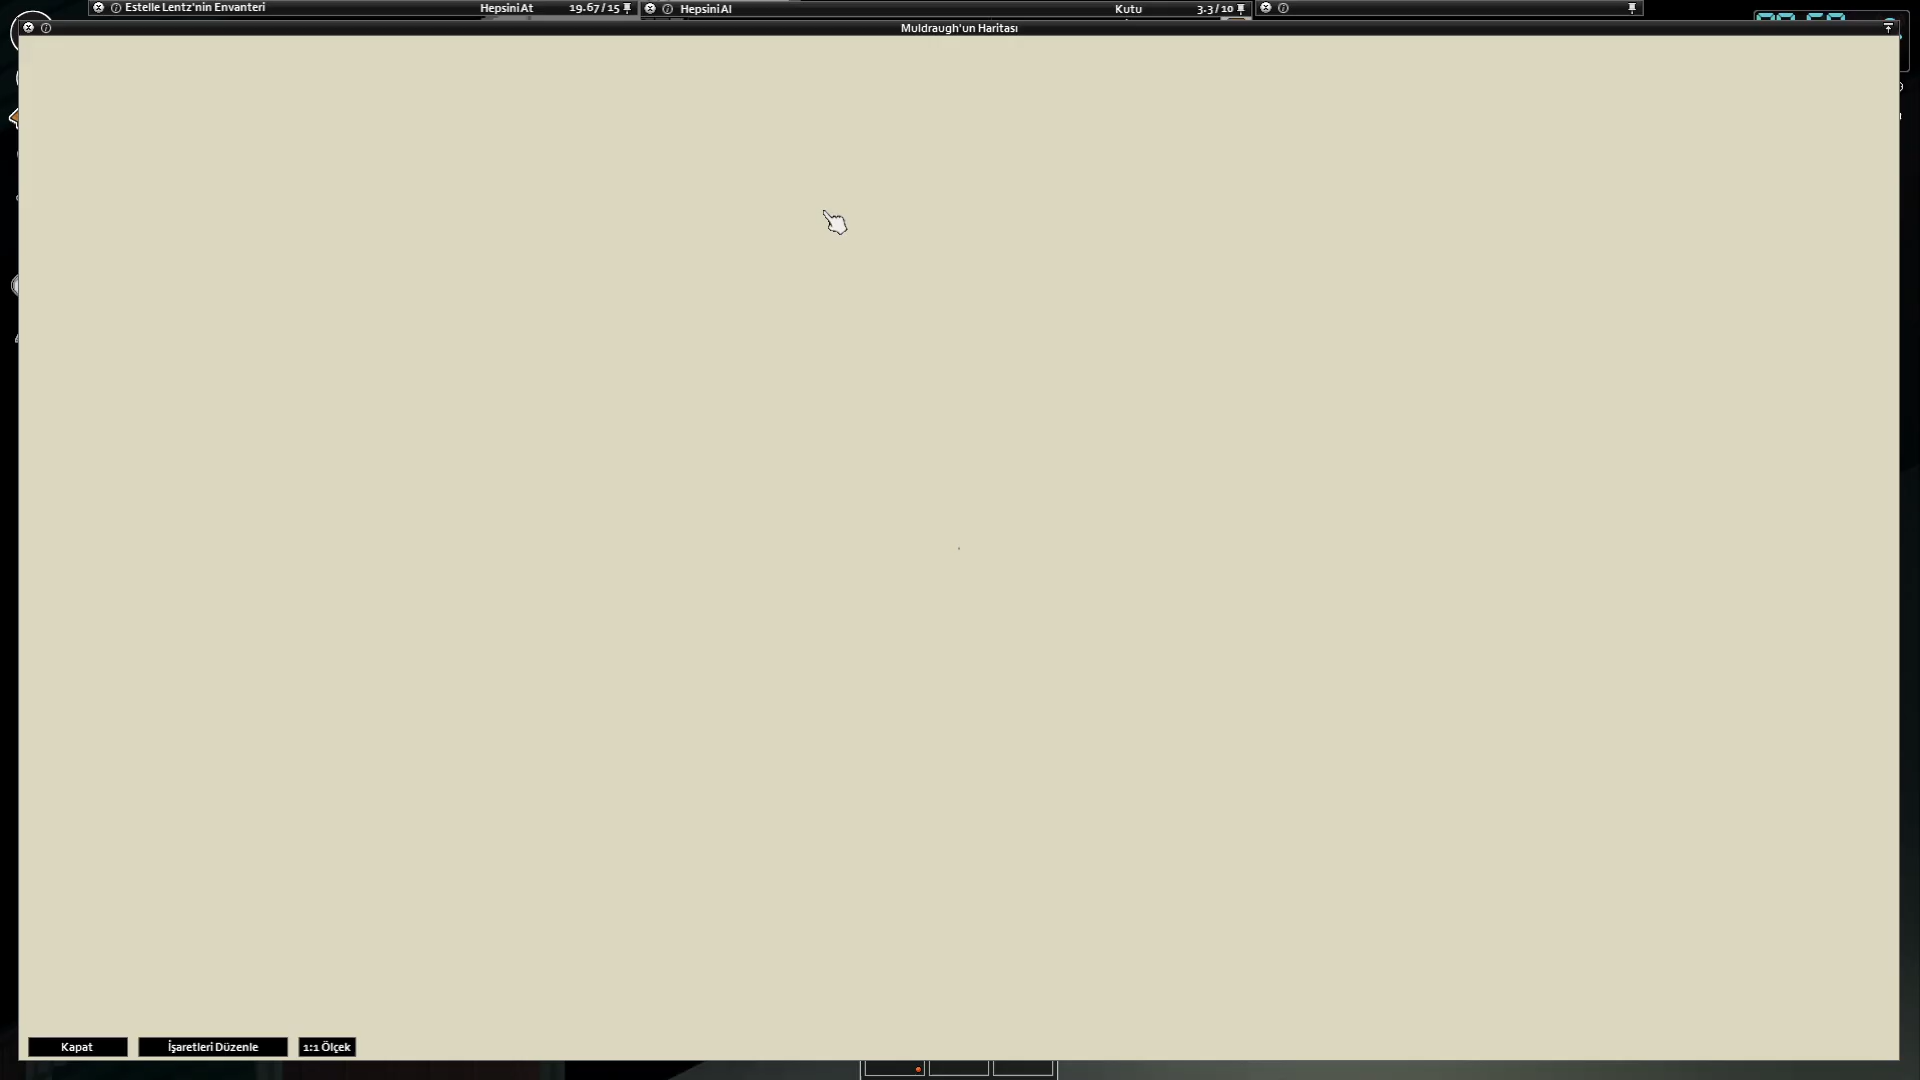 Estelle Lentz'nin Envanteri HepsiniAt 19.67 / 15 HepsiniAl Kutu 3.3 / 10
Muldraugh'un Haritası
Kapat İşaretleri Düzenle 1:1 Ölçek